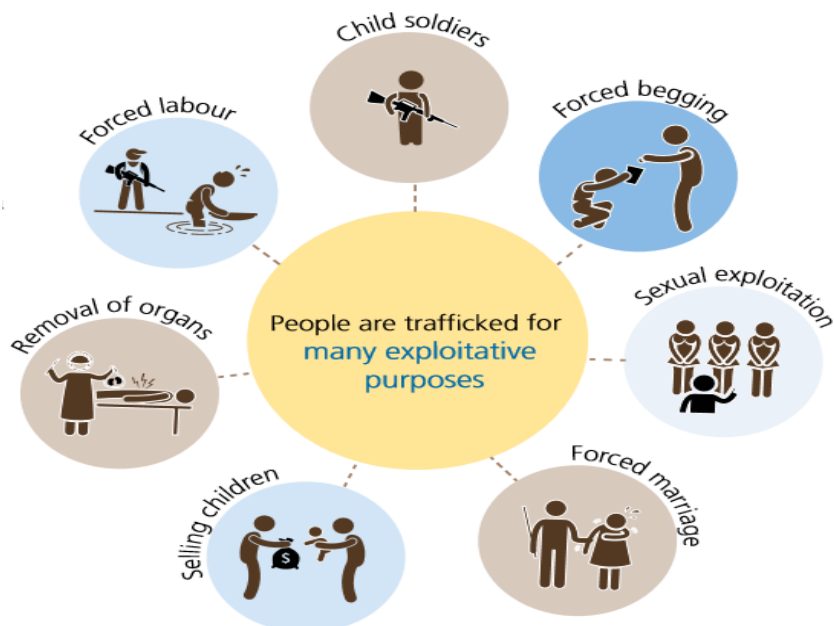 Child soldiers
Forced begging
Sexual exploitation
Forced marriage
Selling children
Removal of organs
Forced labour
People are trafficked for
many exploitative
purposes
$